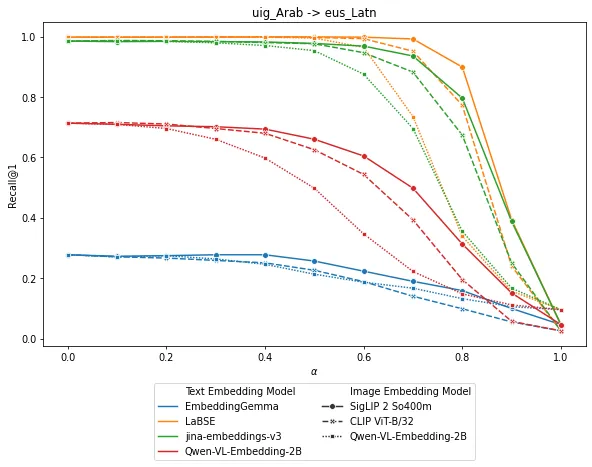 uig_Arab -> eus_Latn
Recall@1
1.0
0.8
0.6
0.4
0.2
0.0
0.0 0.2 0.4 0.6 0.8 1.0
α
Text Embedding Model Image Embedding Model
EmbeddingGemma SigLIP 2 So400m
LaBSE CLIP ViT-B/32
jina-embeddings-v3 Qwen-VL-Embedding-2B
Qwen-VL-Embedding-2B